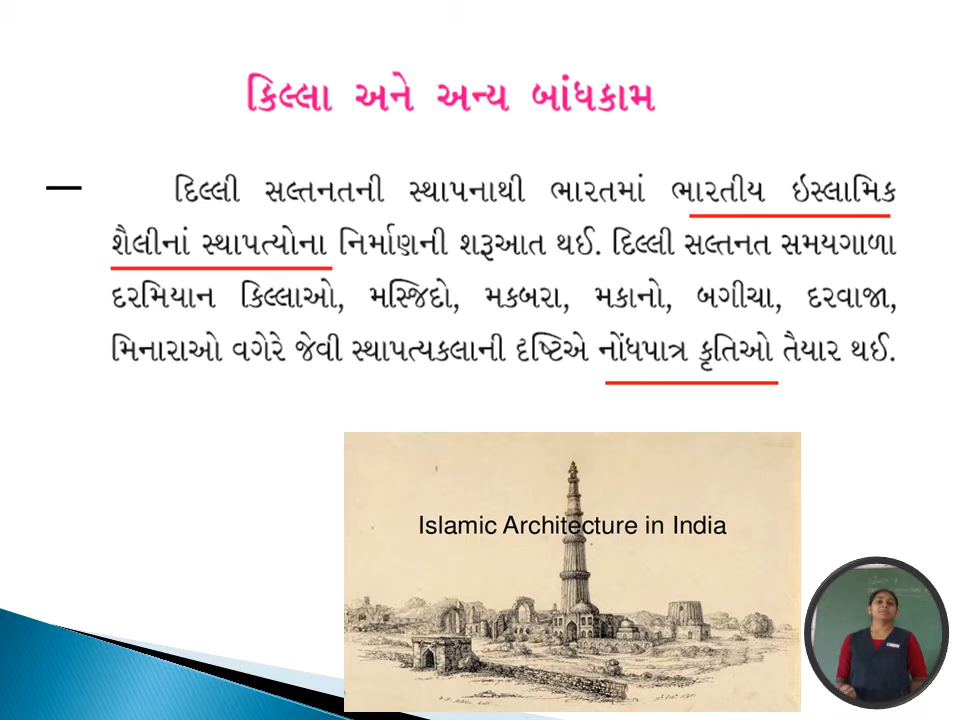 કિલ્લા અને અન્ય બાંધકામ
દિલ્લી સલ્તનતની સ્થાપનાથી ભારતમાં ભારતીય ઇસ્લામિક
શૈલીનાં સ્થાપત્યોના નિર્માણની શરૂઆત થઈ. દિલ્લી સલ્તનત સમયગાળા
દરમિયાન કિલ્લાઓ, મસ્જિદો, મકબરા, મકાનો, બગીચા, દરવાજા,
મિનારાઓ વગેરે જેવી સ્થાપત્યકલાની દૃષ્ટિએ નોંધપાત્ર કૃતિઓ તૈયાર થઈ.
Islamic Architecture in India